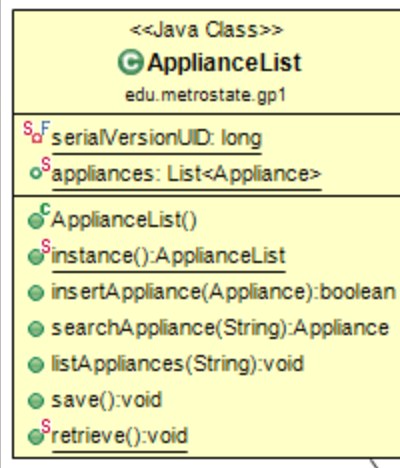 <<Java Class>>
C ApplianceList
edu.metrostate.gp1
S F serialVersionUID: long
S appliances: List<Appliance>
C ApplianceList()
S instance():ApplianceList
insertAppliance(Appliance):boolean
searchAppliance(String):Appliance
listAppliances(String):void
save():void
S retrieve():void